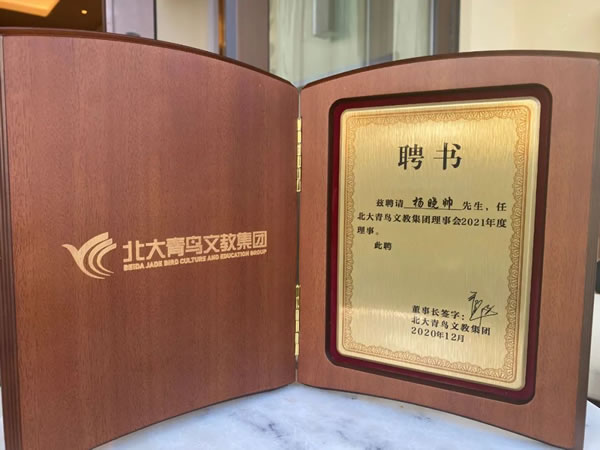 北大青鸟文教集团
BEIDA JADE BIRD CULTURE AND EDUCATION GROUP
聘书
兹聘请 杨晓帅 先生，任
北大青鸟文教集团理事会2021年度
理事。
此聘
董事长签字：
北大青鸟文教集团
2020年12月